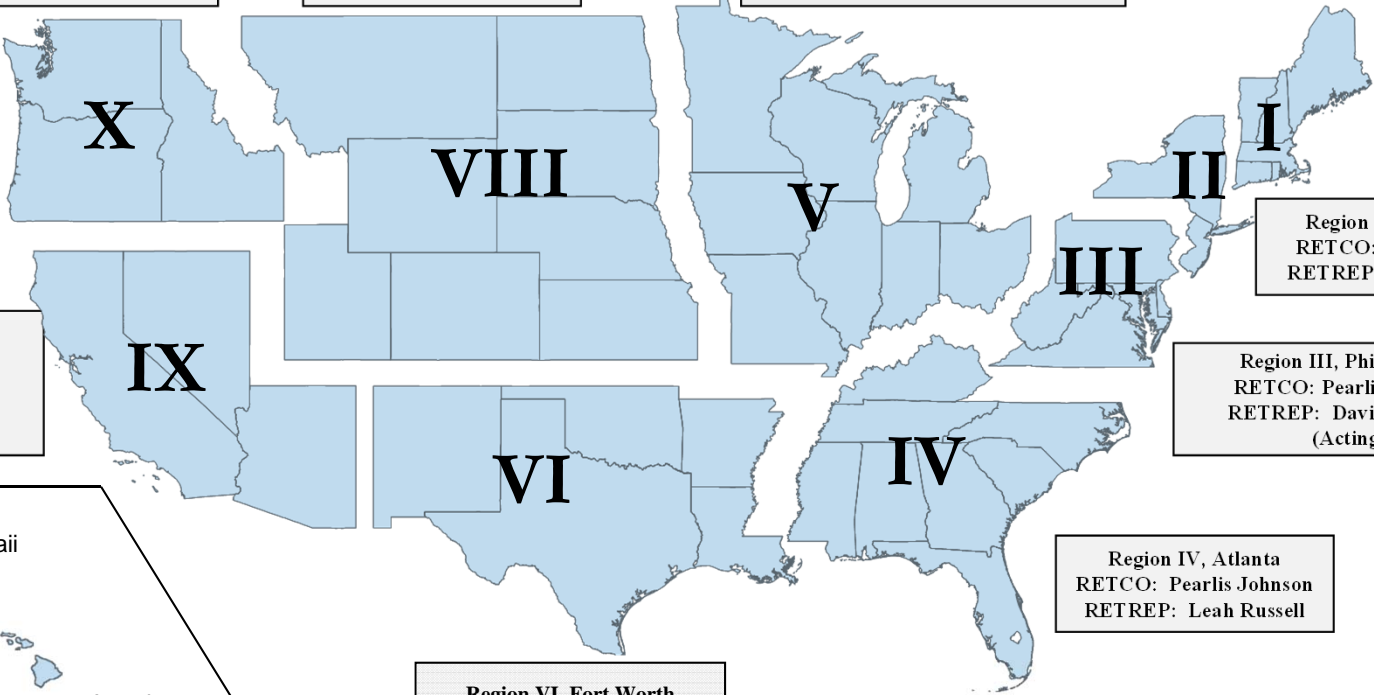 X
VIII
V
I
II
III
IX
VI
IV
Region
RETCO:
RETREP
Region III, Phi
RETCO: Pearli
RETREP: Davi
(Acting
Region IV, Atlanta
RETCO: Pearlis Johnson
RETREP: Leah Russell
aii
Region VI, Fort Worth